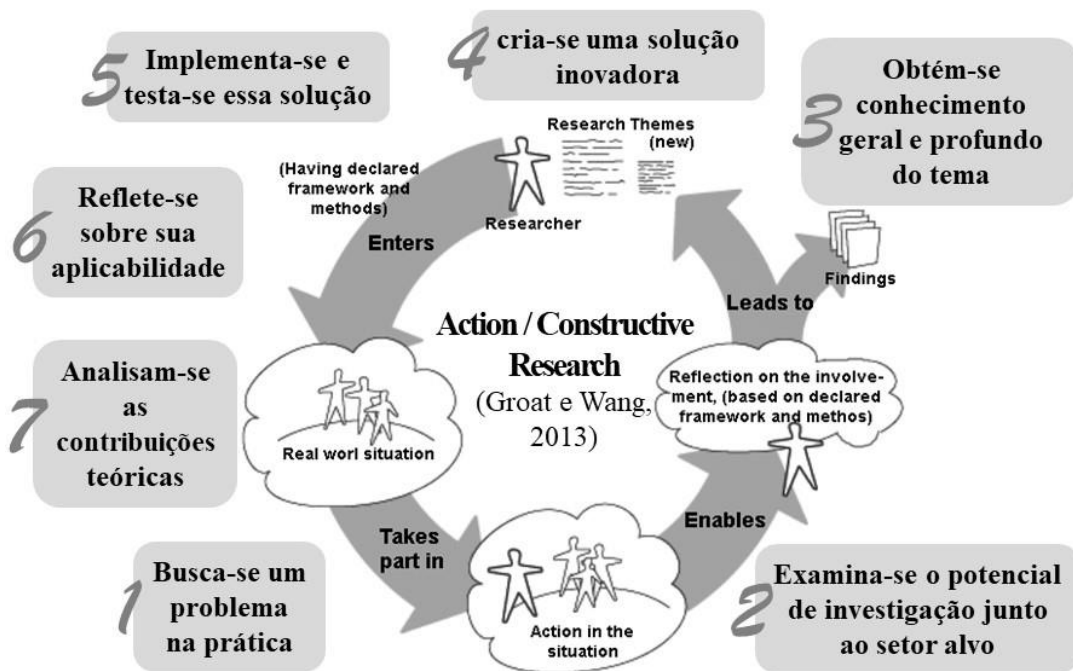 5
Implementa-se e
testa-se essa solução
4
cria-se uma solução
inovadora
3
Obtém-se
conhecimento
geral e profundo
do tema
Research Themes
(new)
(Having declared
framework and
methods)
Researcher
Enters
6
Reflete-se
sobre sua
aplicabilidade
Findings
Leads to
Action / Constructive
Research
(Groat e Wang,
2013)
7
Analisam-se
as
contribuições
teóricas
Real worl situation
Reflection on the involve-
ment, (based on declared
framework and methos)
Takes
part in
Enables
1
Busca-se um
problema
na prática
Action in the
situation
2
Examina-se o potencial
de investigação junto
ao setor alvo